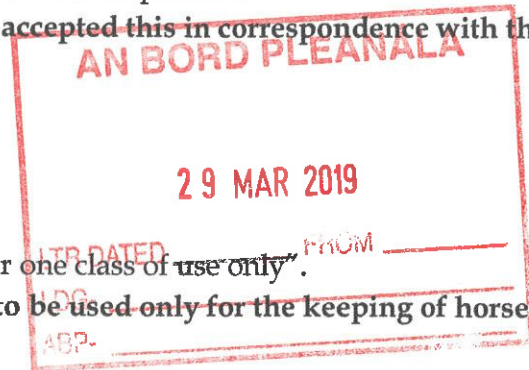 accepted this in correspondence with th
AN BORD PLEANALA
29 MAR 2019
LTR DATED FROM
r one class of use only".
LDG-
to be used only for the keeping of horse
ABP-